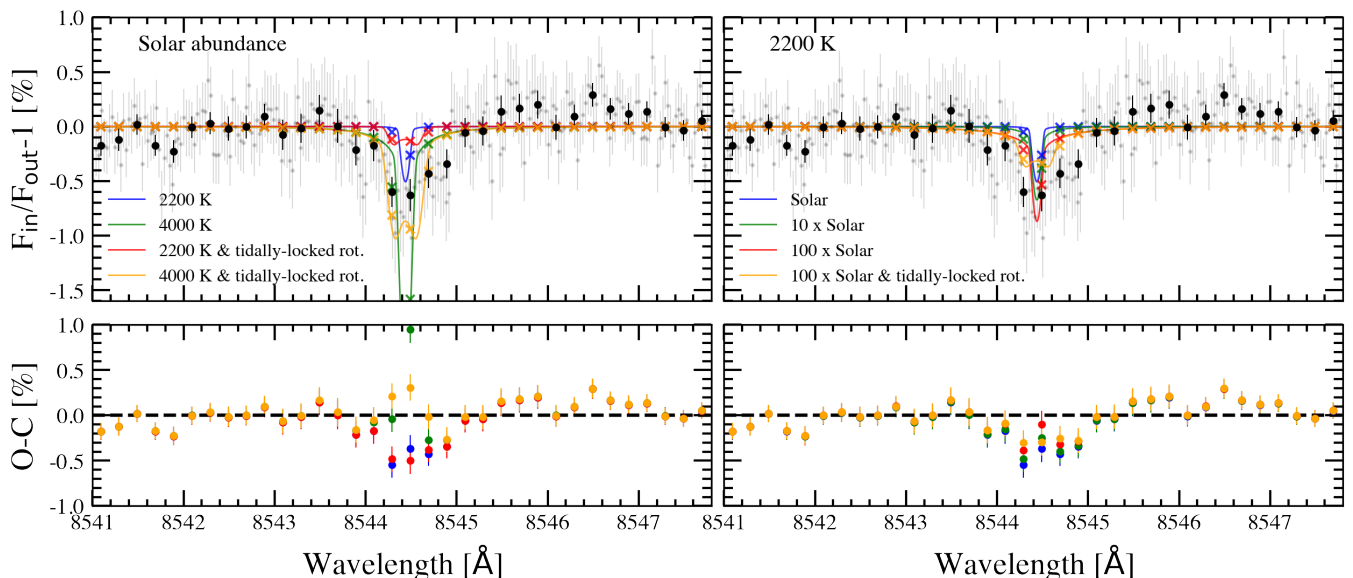 Solar abundance
2200 K
1.0
0.5
0.0
-0.5
-1.0
-1.5
F_in/F_out-1 [%]
2200 K
4000 K
2200 K & tidally-locked rot.
4000 K & tidally-locked rot.
Solar
10 x Solar
100 x Solar
100 x Solar & tidally-locked rot.
1.0
0.5
0.0
-0.5
-1.0
O-C [%]
8541 8542 8543 8544 8545 8546 8547
8541 8542 8543 8544 8545 8546 8547
Wavelength [Å]
Wavelength [Å]